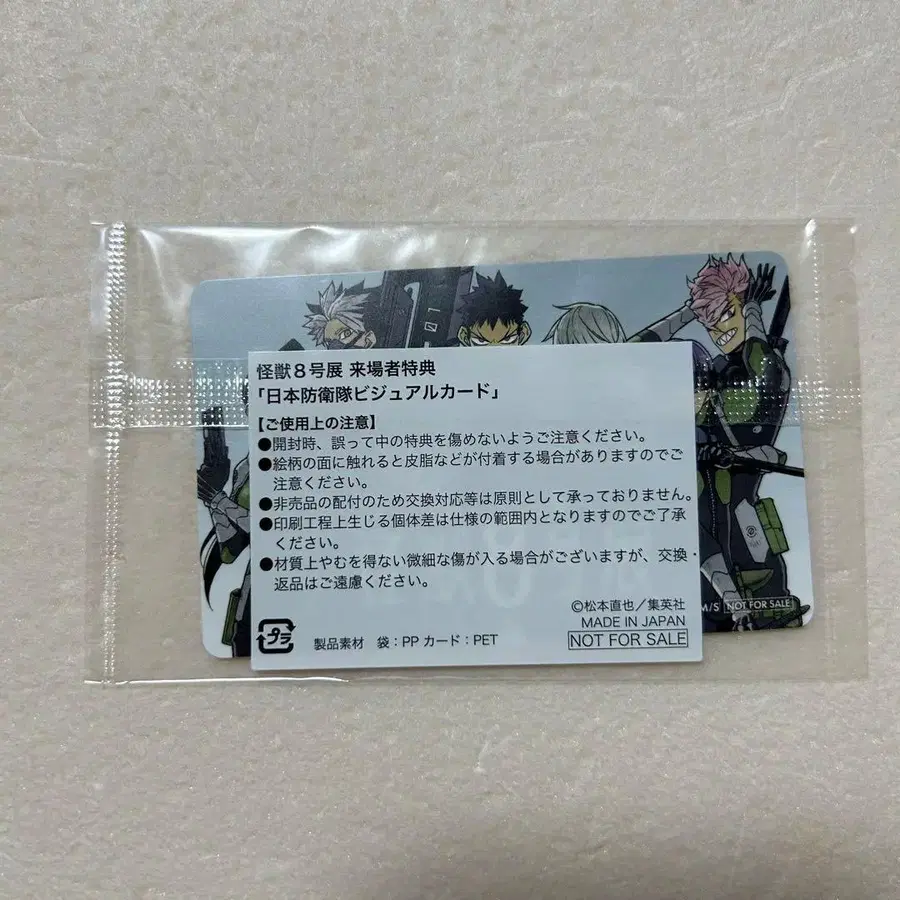 怪獣8号展 来場者特典
「日本防衛隊ビジュアルカード」
【ご使用上の注意】
●開封時、誤って中の特典を傷めないようご注意ください。
●絵柄の面に触れると皮脂などが付着する場合がありますのでご
注意ください。
●非売品の配付のため交換対応等は原則として承っておりません。
●印刷工程上生じる個体差は仕様の範囲内となりますのでご了承
ください。
●材質上やむを得ない微細な傷が入る場合がございますが、交換・
返品はご遠慮ください。
©松本直也／集英社
MADE IN JAPAN
NOT FOR SALE
プラ
製品素材 袋：PP カード：PET
M/S NOT FOR SALE